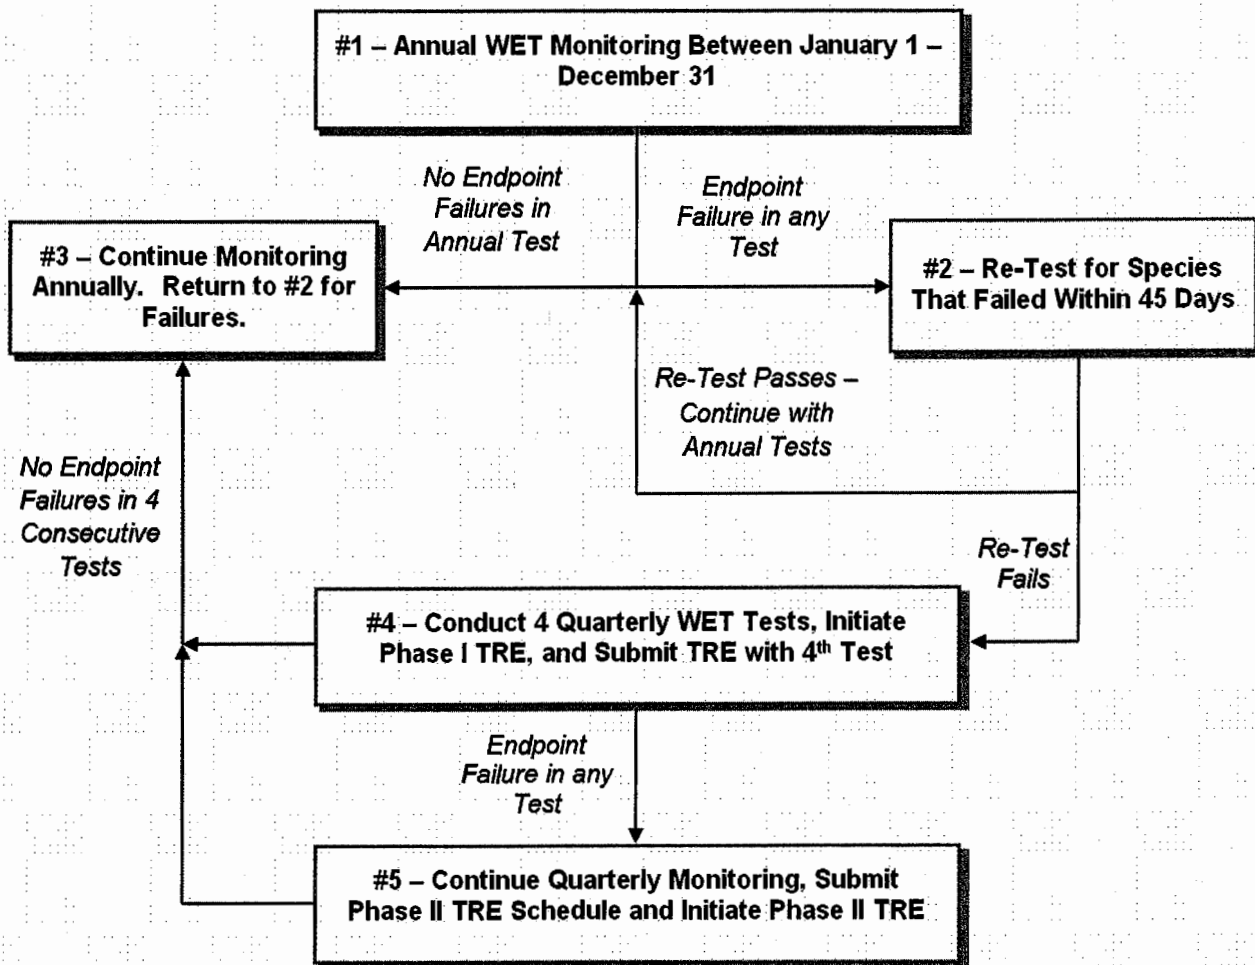 #1 – Annual WET Monitoring Between January 1 –
December 31
No Endpoint
Failures in
Annual Test
Endpoint
Failure in any
Test
#3 – Continue Monitoring
Annually. Return to #2 for
Failures.
#2 – Re-Test for Species
That Failed Within 45 Days
Re-Test Passes –
Continue with
Annual Tests
No Endpoint
Failures in 4
Consecutive
Tests
Re-Test
Fails
#4 – Conduct 4 Quarterly WET Tests, Initiate
Phase I TRE, and Submit TRE with 4th Test
Endpoint
Failure in any
Test
#5 – Continue Quarterly Monitoring, Submit
Phase II TRE Schedule and Initiate Phase II TRE